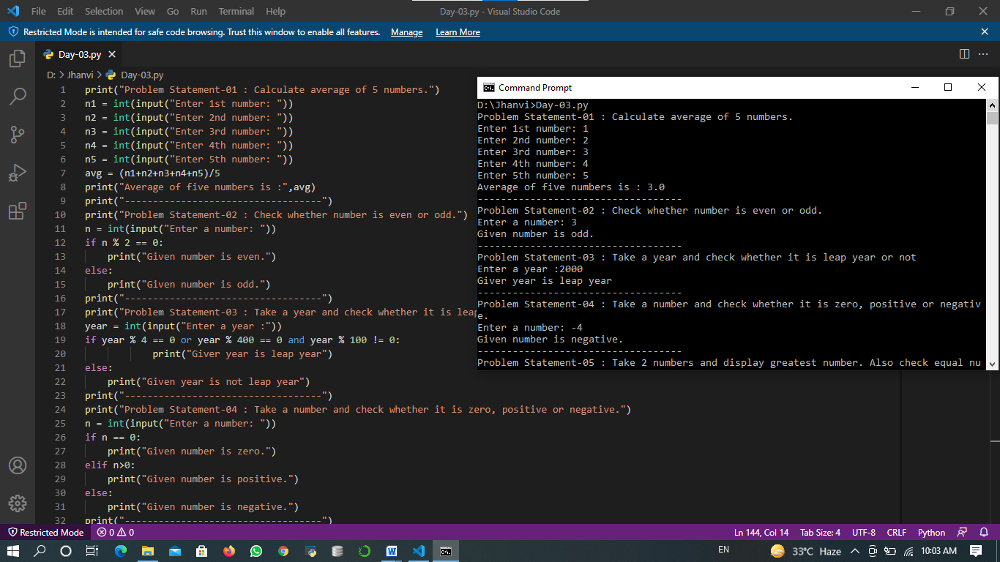 File Edit Selection View Go Run Terminal Help Day-03.py - Visual Studio Code
Restricted Mode is intended for safe code browsing. Trust this window to enable all features. Manage Learn More
Day-03.py
D: > Jhanvi > Day-03.py
1 print("Problem Statement-01 : Calculate average of 5 numbers.")
2 n1 = int(input("Enter 1st number: "))
3 n2 = int(input("Enter 2nd number: "))
4 n3 = int(input("Enter 3rd number: "))
5 n4 = int(input("Enter 4th number: "))
6 n5 = int(input("Enter 5th number: "))
7 avg = (n1+n2+n3+n4+n5)/5
8 print("Average of five numbers is :",avg)
9 print("-----------------------------------")
10 print("Problem Statement-02 : Check whether number is even or odd.")
11 n = int(input("Enter a number: "))
12 if n % 2 == 0:
13     print("Given number is even.")
14 else:
15     print("Given number is odd.")
16 print("-----------------------------------")
17 print("Problem Statement-03 : Take a year and check whether it is leap
18 year = int(input("Enter a year :"))
19 if year % 4 == 0 or year % 400 == 0 and year % 100 != 0:
20             print("Giver year is leap year")
21 else:
22     print("Given year is not leap year")
23 print("-----------------------------------")
24 print("Problem Statement-04 : Take a number and check whether it is zero, positive or negative.")
25 n = int(input("Enter a number: "))
26 if n == 0:
27     print("Given number is zero.")
28 elif n>0:
29     print("Given number is positive.")
30 else:
31     print("Given number is negative.")
32 print("-----------------------------------")
Command Prompt
D:\Jhanvi>Day-03.py
Problem Statement-01 : Calculate average of 5 numbers.
Enter 1st number: 1
Enter 2nd number: 2
Enter 3rd number: 3
Enter 4th number: 4
Enter 5th number: 5
Average of five numbers is : 3.0
-----------------------------------
Problem Statement-02 : Check whether number is even or odd.
Enter a number: 3
Given number is odd.
-----------------------------------
Problem Statement-03 : Take a year and check whether it is leap year or not
Enter a year :2000
Giver year is leap year
-----------------------------------
Problem Statement-04 : Take a number and check whether it is zero, positive or negativ
e.
Enter a number: -4
Given number is negative.
-----------------------------------
Problem Statement-05 : Take 2 numbers and display greatest number. Also check equal nu
Restricted Mode 0 0 Ln 144, Col 14 Tab Size: 4 UTF-8 CRLF Python
EN 33°C Haze 10:03 AM